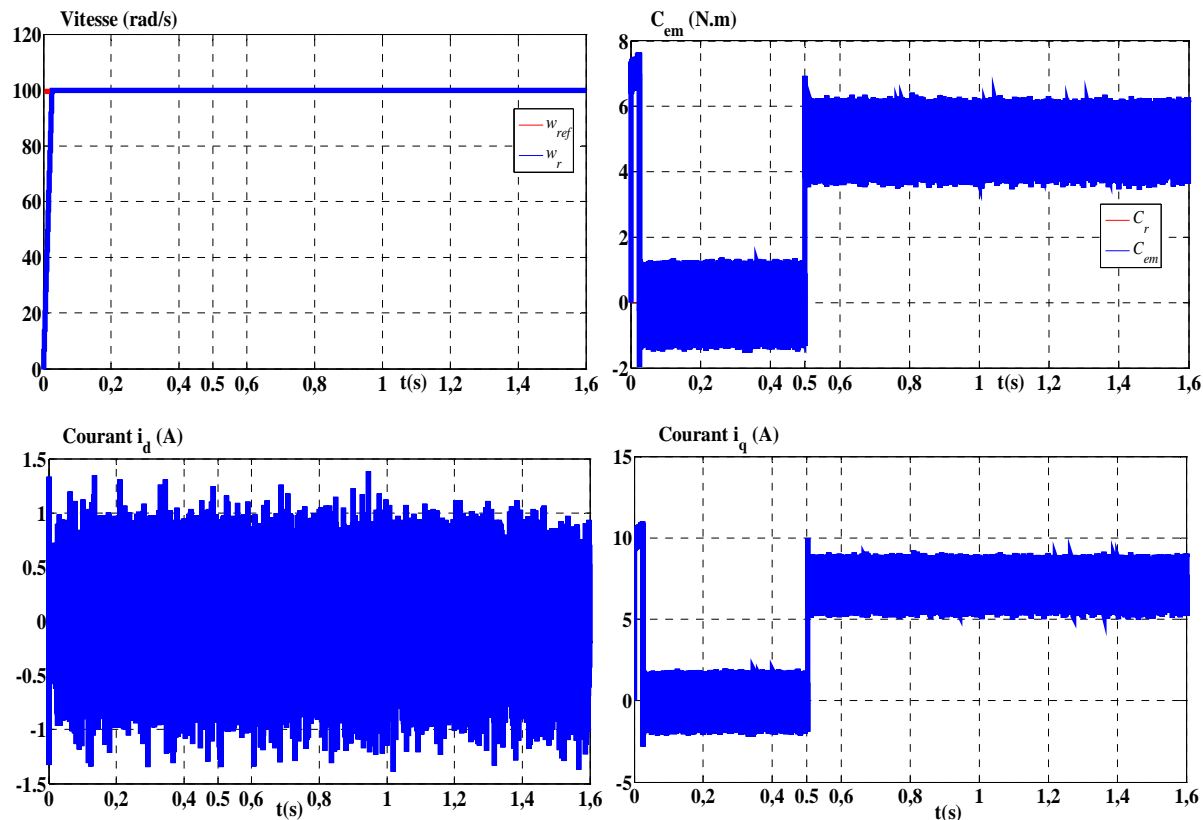 Vitesse (rad/s)
120
100
80
60
40
20
0
w_ref
w_r
0 0,2 0,4 0.5 0,6 0,8 1 t(s) 1,2 1,4 1,6
C_em (N.m)
8
6
4
2
0
-2
C_r
C_em
0 0,2 0,4 0.5 0,6 0,8 1 t(s) 1,2 1,4 1,6
Courant i_d (A)
1.5
1
0.5
0
-0.5
-1
-1.5
0 0,2 0,4 0,5 0,6 0,8 1 1,2 1,4 1,6
t(s)
Courant i_q (A)
15
10
5
0
-5
0 0,2 0,4 0.5 0,6 0,8 1 1,2 1,4 1,6
t(s)